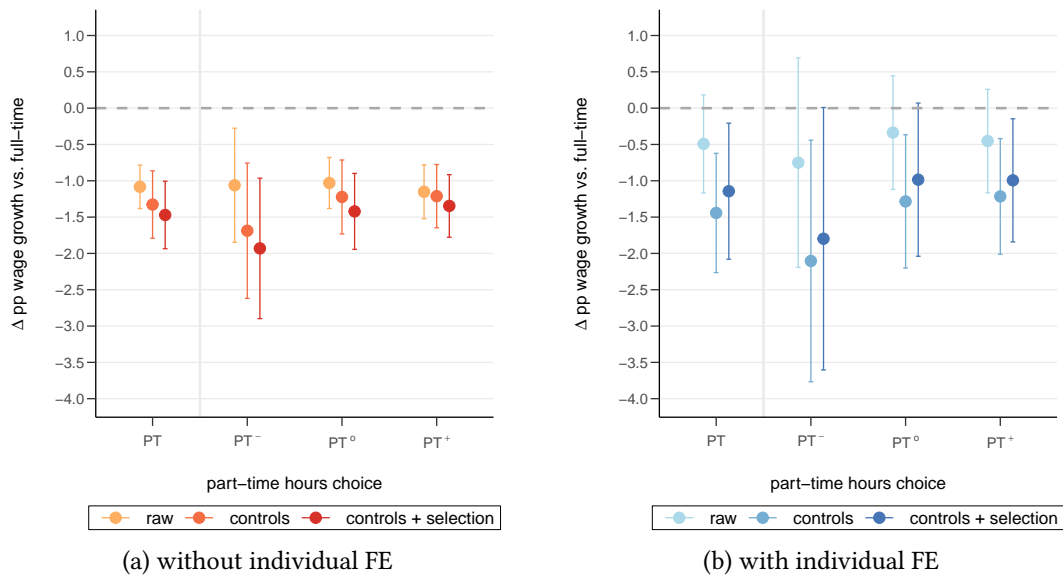 1.0
0.5
0.0
−0.5
−1.0
−1.5
−2.0
−2.5
−3.0
−3.5
−4.0
Δ pp wage growth vs. full−time
PT PT⁻ PTº PT⁺
part−time hours choice
raw controls controls + selection
(a) without individual FE
1.0
0.5
0.0
−0.5
−1.0
−1.5
−2.0
−2.5
−3.0
−3.5
−4.0
Δ pp wage growth vs. full−time
PT PT⁻ PTº PT⁺
part−time hours choice
raw controls controls + selection
(b) with individual FE